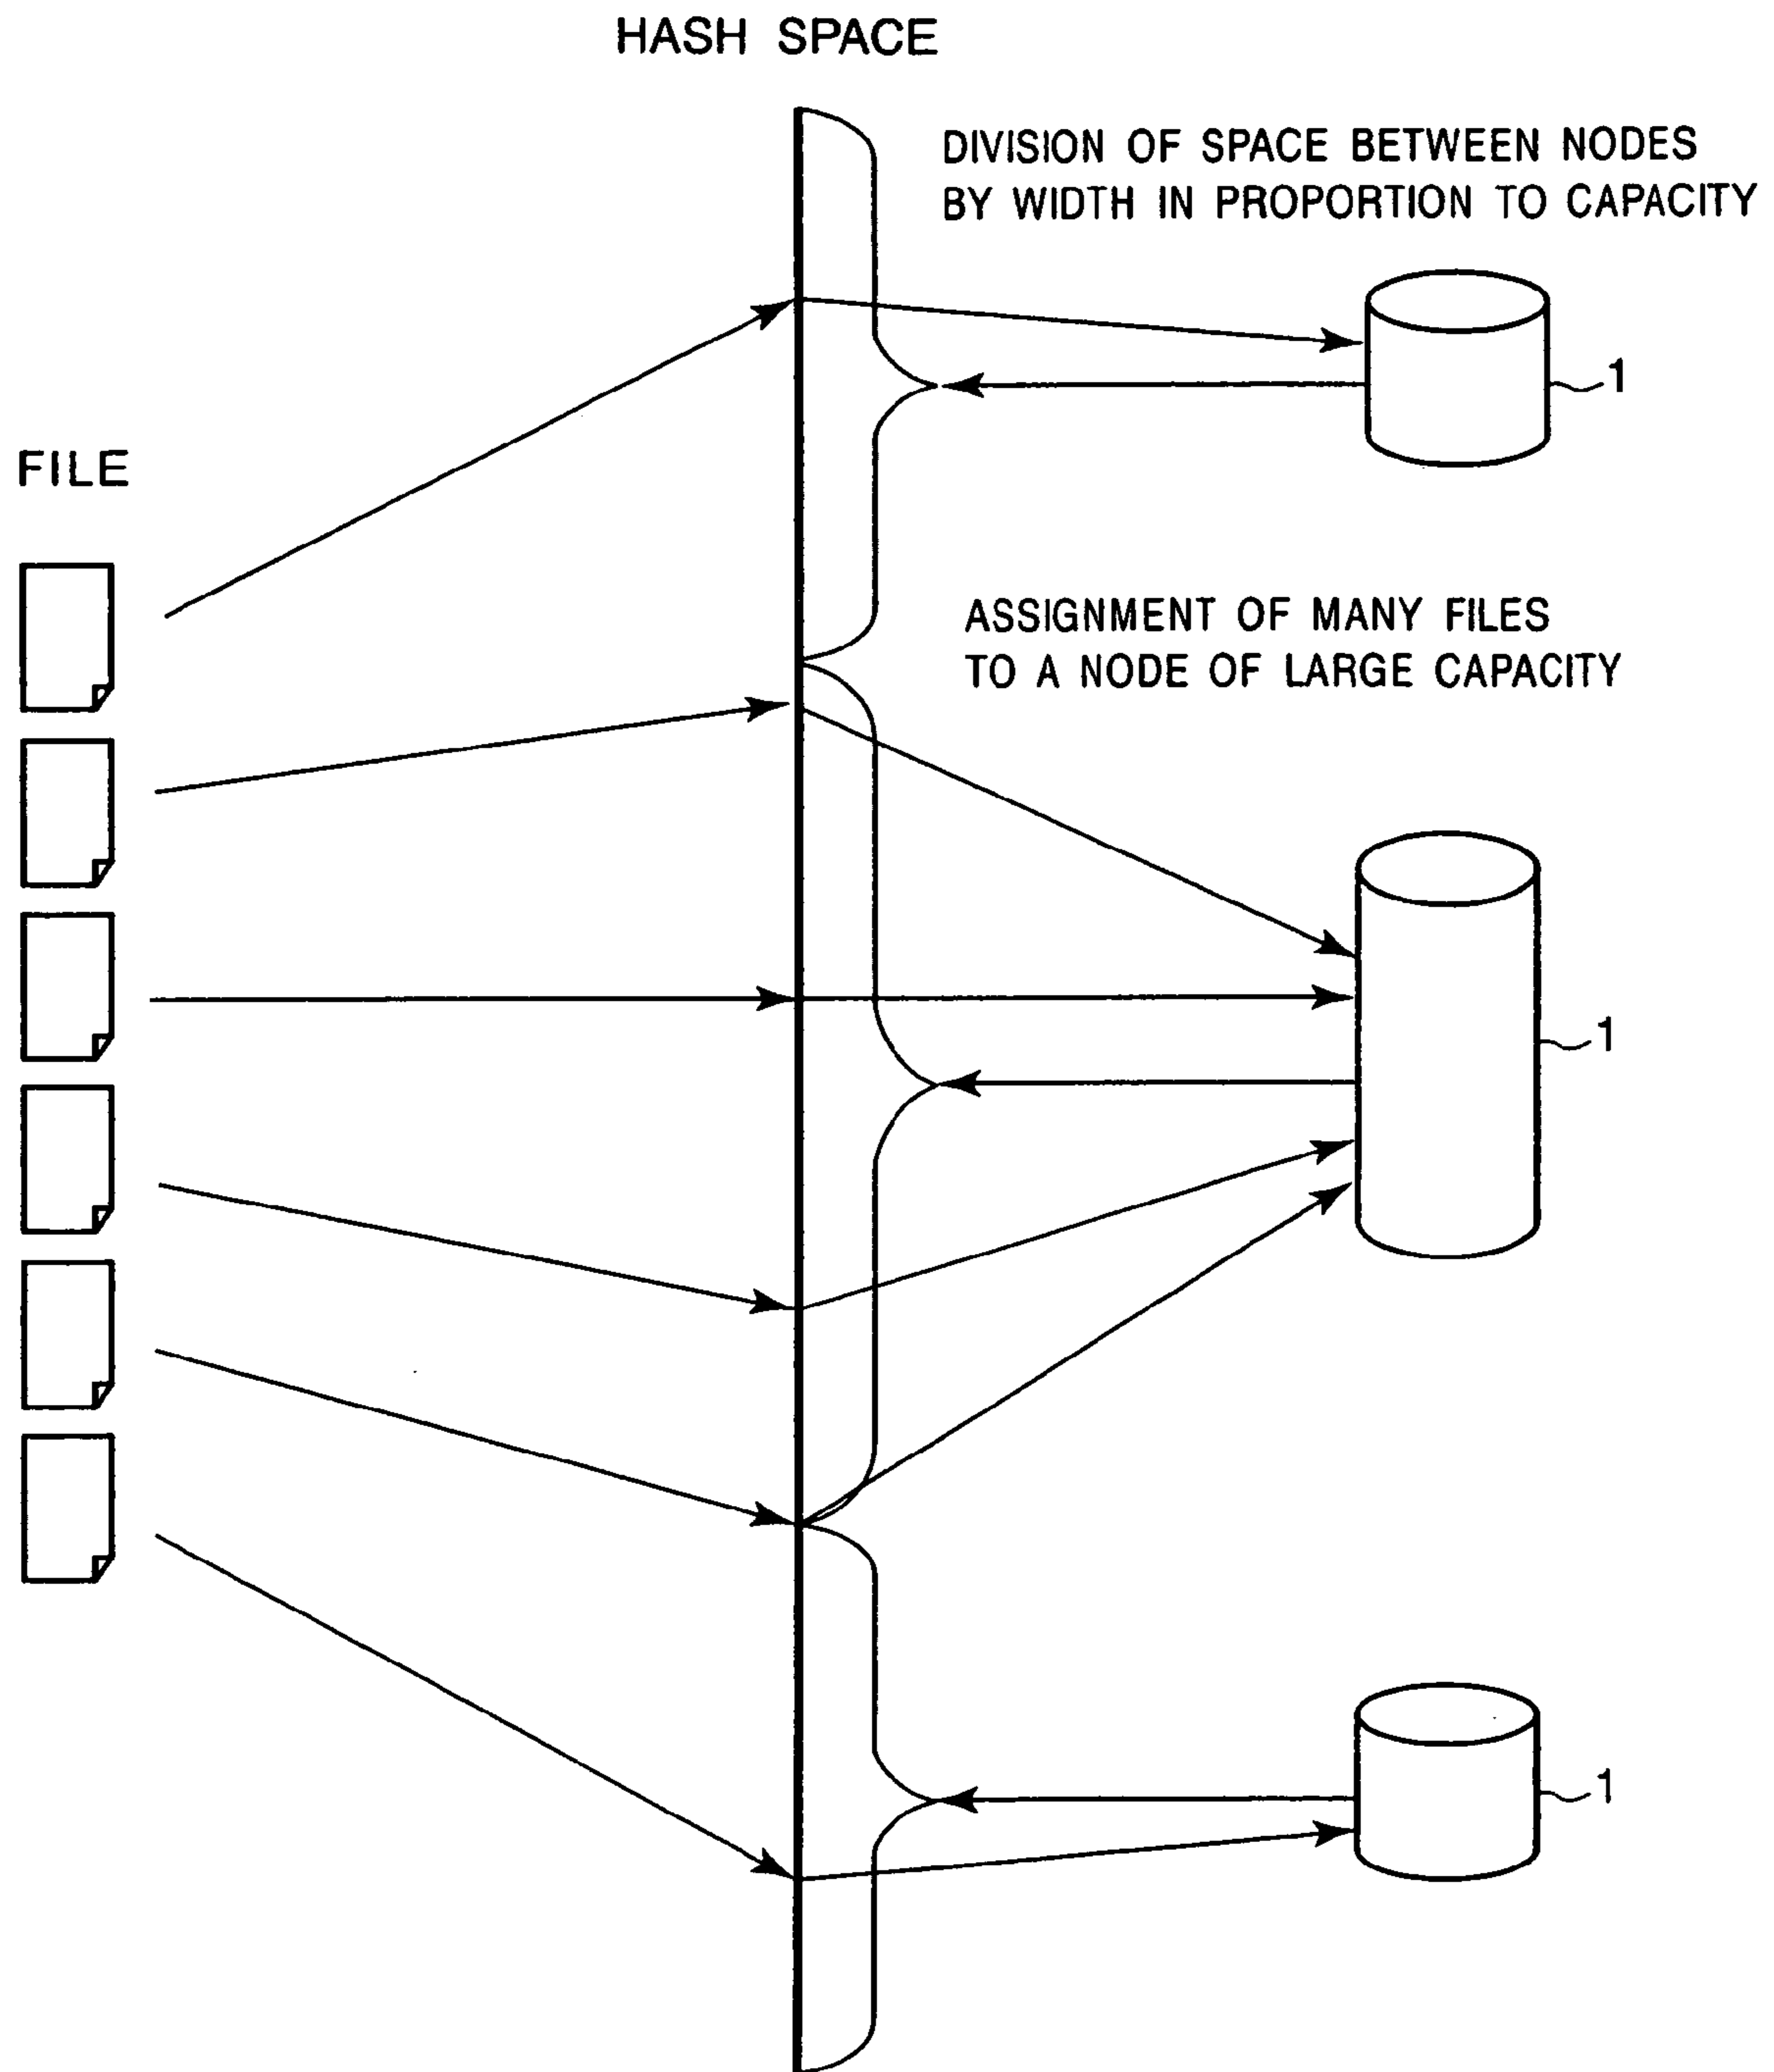 HASH SPACE
DIVISION OF SPACE BETWEEN NODES
BY WIDTH IN PROPORTION TO CAPACITY
1
FILE
ASSIGNMENT OF MANY FILES
TO A NODE OF LARGE CAPACITY
1
1